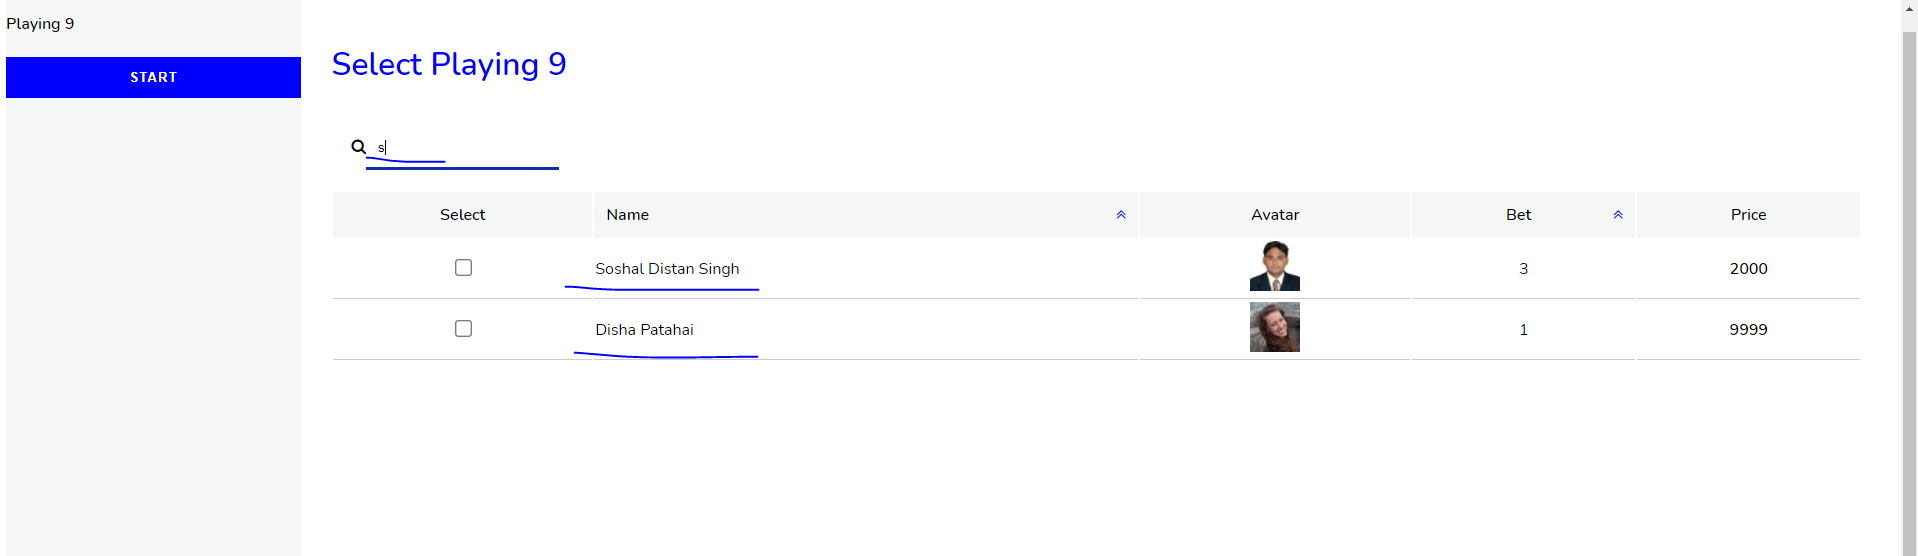 Playing 9
START
Select Playing 9
s
Select Name Avatar Bet Price
Soshal Distan Singh 3 2000
Disha Patahai 1 9999